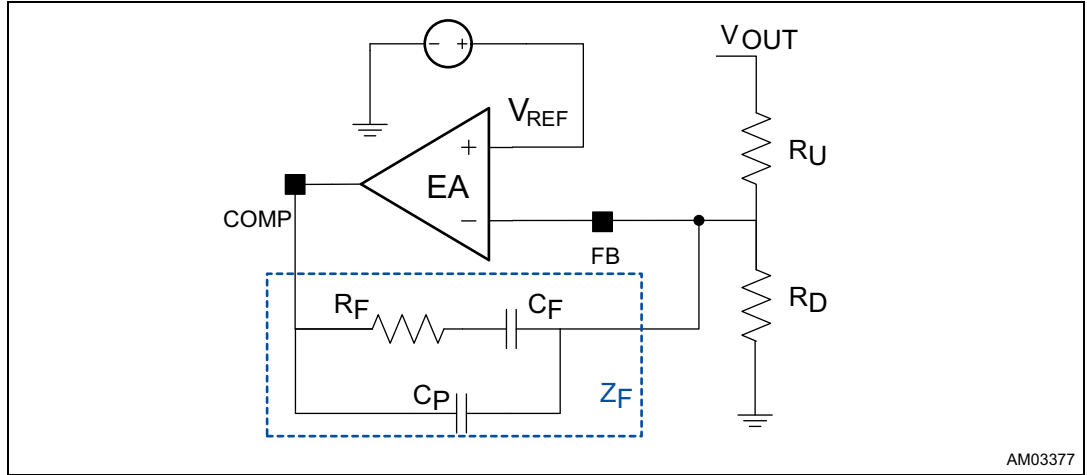 - +
VOUT
VREF
+
RU
EA
COMP
−
FB
RF
CF
RD
CP
ZF
AM03377